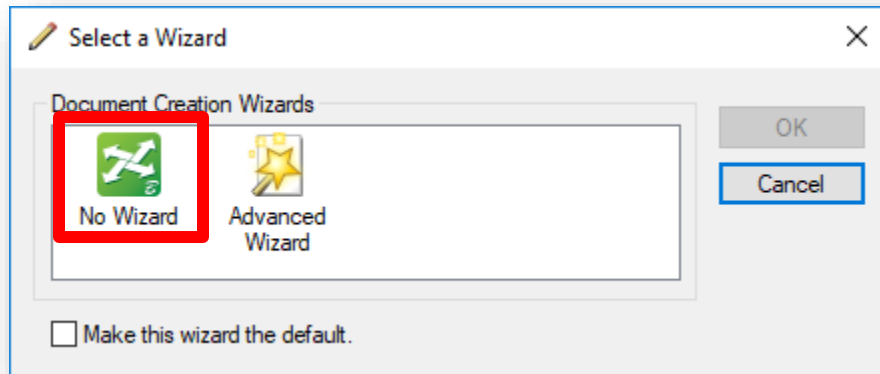 Select a Wizard
Document Creation Wizards
No Wizard
Advanced
Wizard
OK
Cancel
Make this wizard the default.